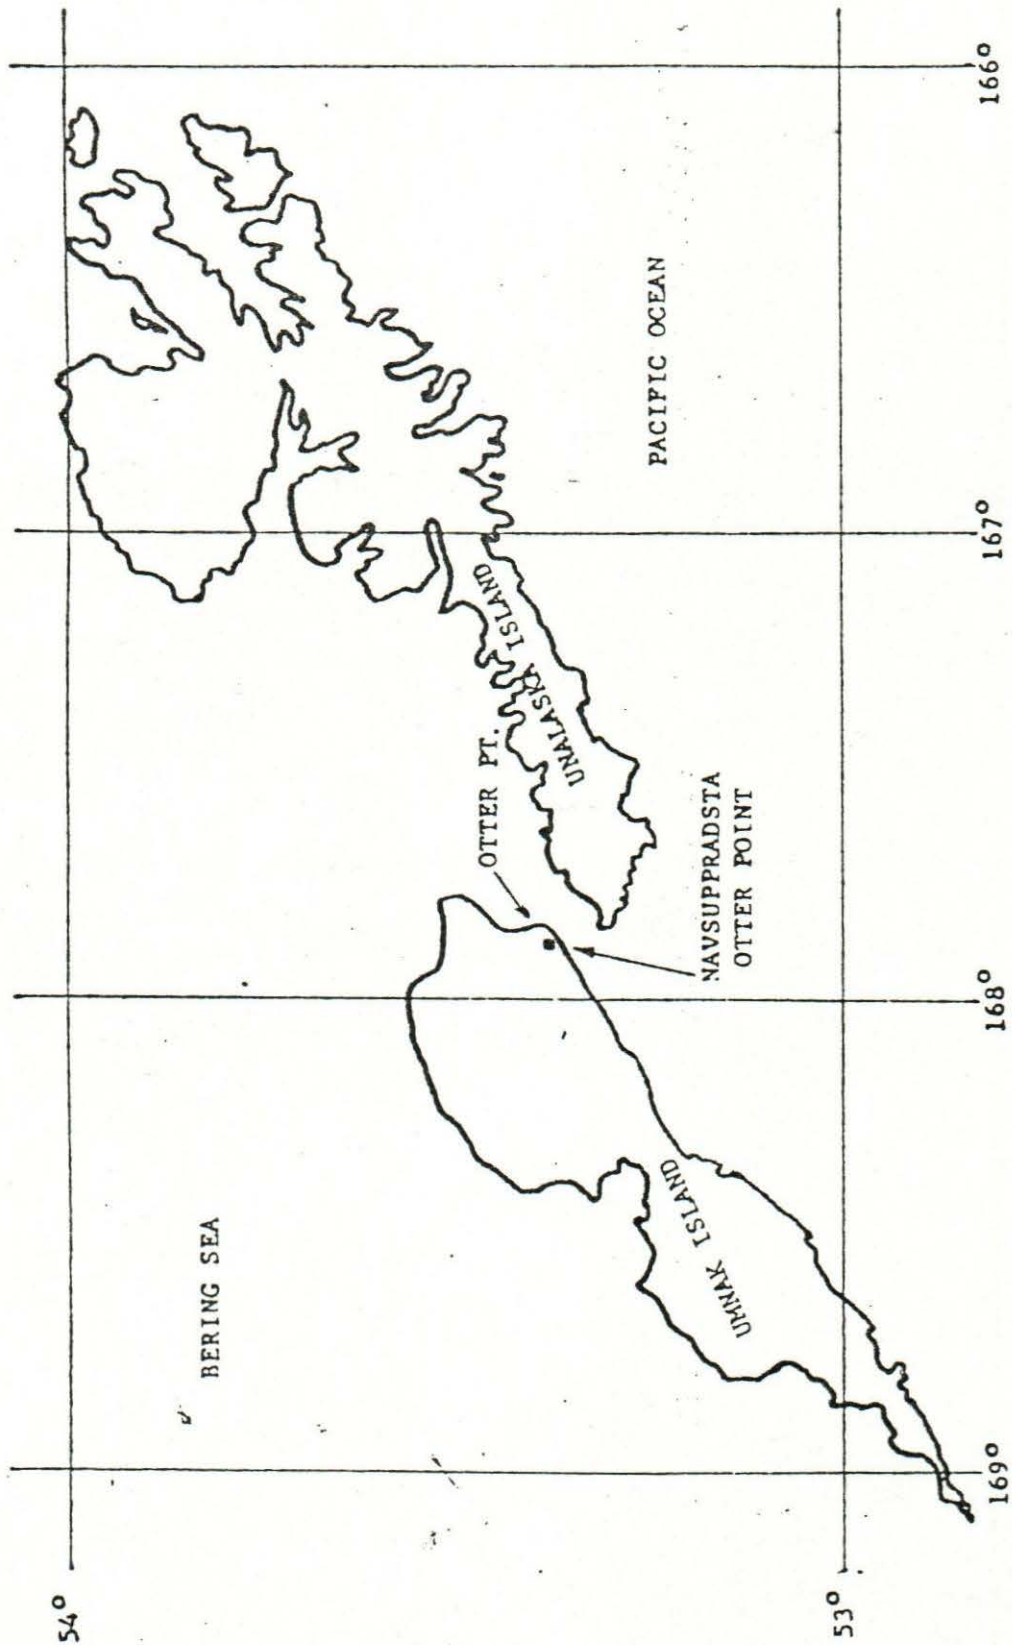 54°
53°
BERING SEA
PACIFIC OCEAN
OTTER PT.
UNALASKA ISLAND
NAVSUPPRADSTA
OTTER POINT
UMNAK ISLAND
169°
168°
167°
166°